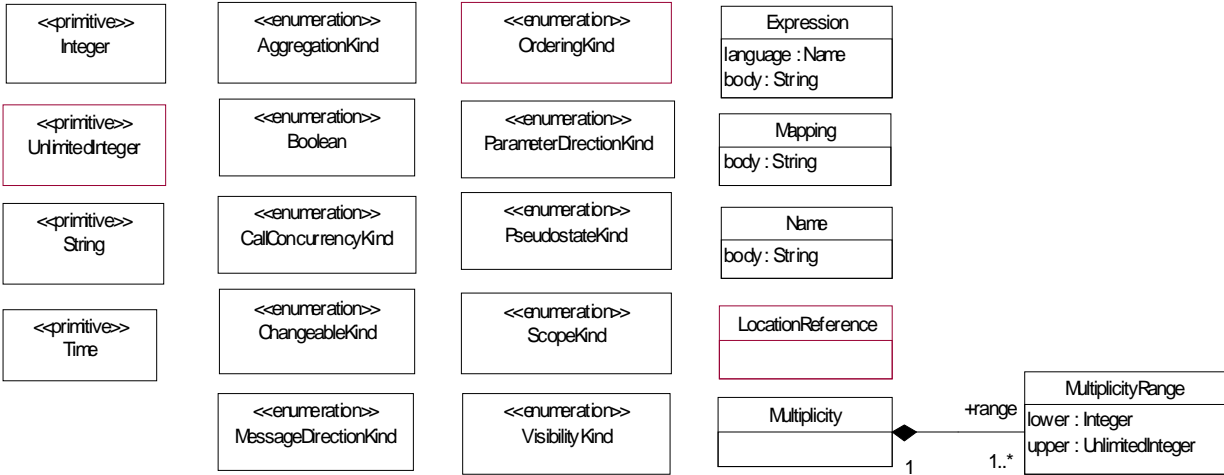 <<primitive>>
Integer
<<primitive>>
UnlimitedInteger
<<primitive>>
String
<<primitive>>
Time
<<enumeration>>
AggregationKind
<<enumeration>>
Boolean
<<enumeration>>
CallConcurrencyKind
<<enumeration>>
ChangeableKind
<<enumeration>>
MessageDirectionKind
<<enumeration>>
OrderingKind
<<enumeration>>
ParameterDirectionKind
<<enumeration>>
PseudostateKind
<<enumeration>>
ScopeKind
<<enumeration>>
VisibilityKind
Expression
language : Name
body : String
Mapping
body : String
Name
body : String
LocationReference
Multiplicity
+range
1
1..*
MultiplicityRange
lower : Integer
upper : UnlimitedInteger